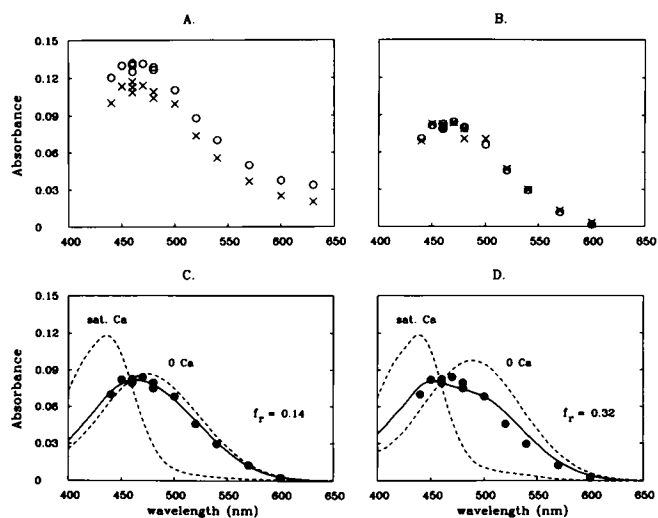 A.
B.
0.15
0.12
0.09
0.06
0.03
0
Absorbance
400 450 500 550 600 650
400 450 500 550 600 650
C.
D.
0.15
0.12
0.09
0.06
0.03
0
Absorbance
sat. Ca
0 Ca
f_r = 0.14
sat. Ca
0 Ca
f_r = 0.32
400 450 500 550 600 650
400 450 500 550 600 650
wavelength (nm)
wavelength (nm)